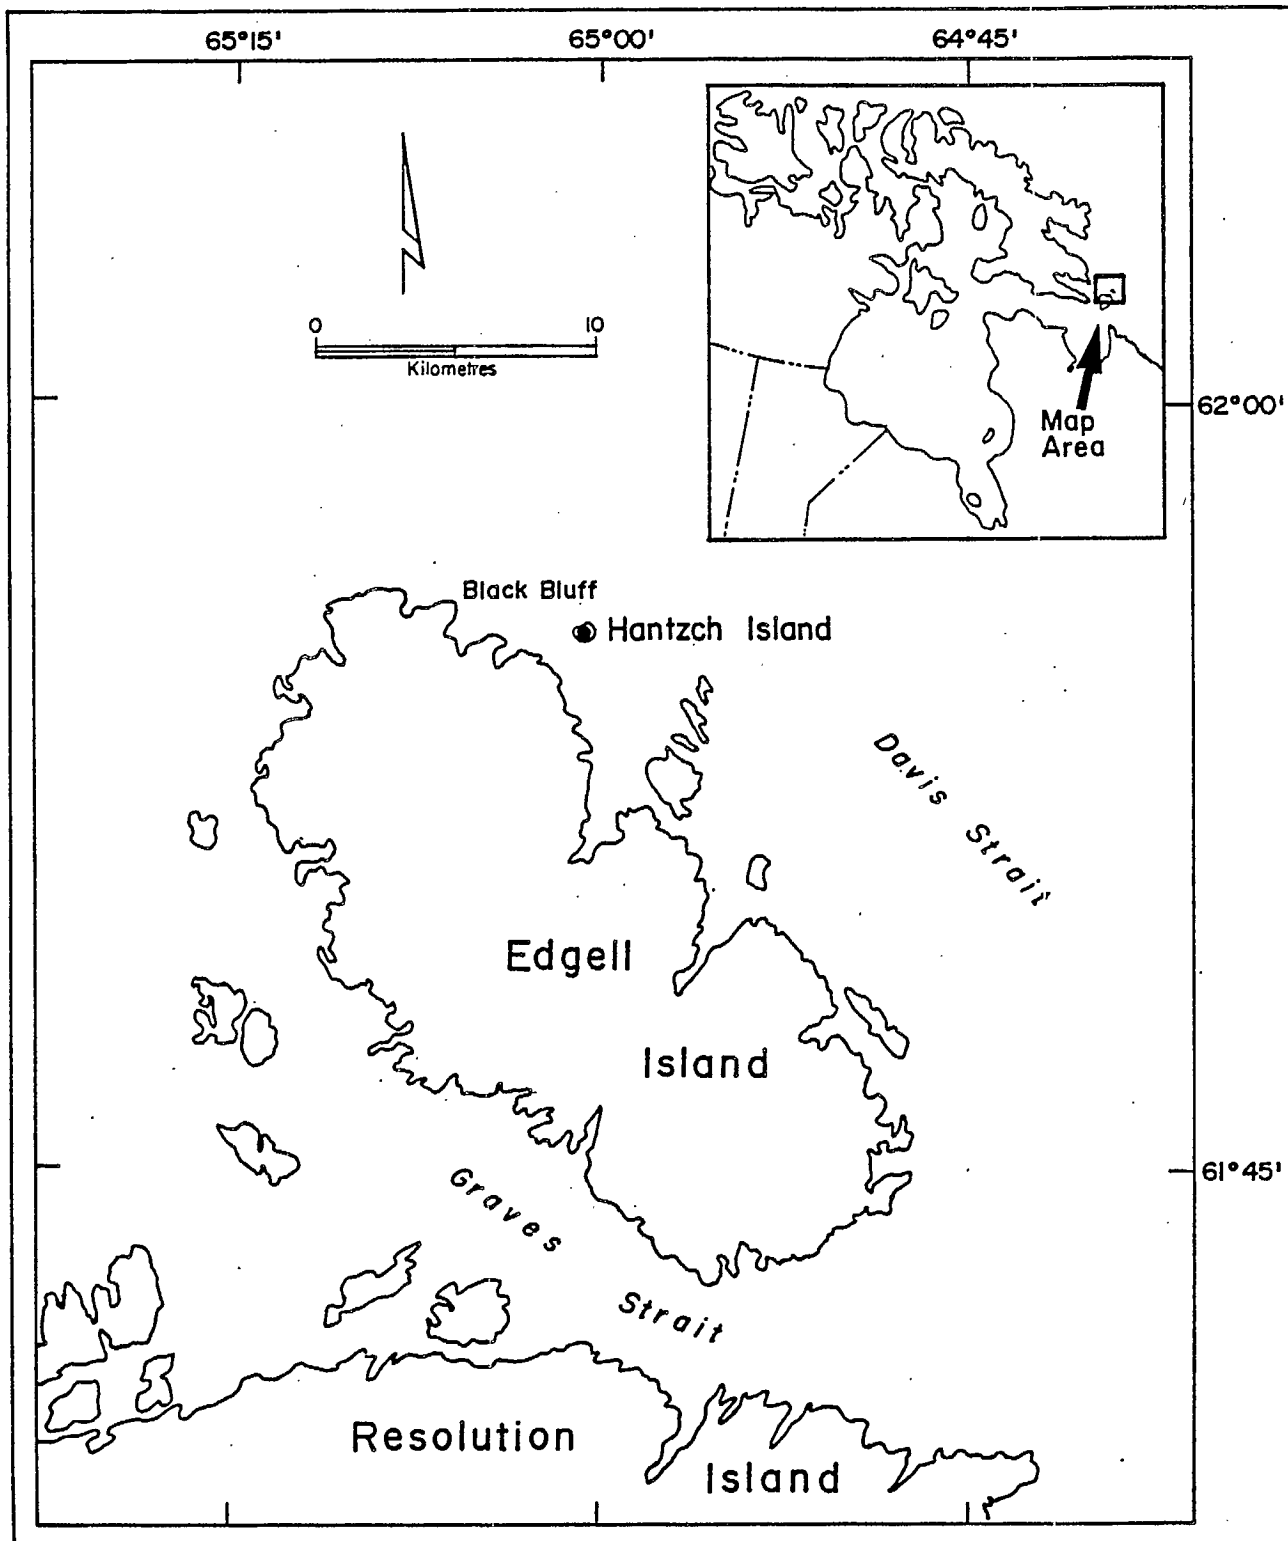 65°15' 65°00' 64°45'
0 10
Kilometres
62°00'
Map
Area
Black Bluff
Hantzch Island
Davis Strait
Edgell
Island
61°45'
Graves
Strait
Resolution
Island